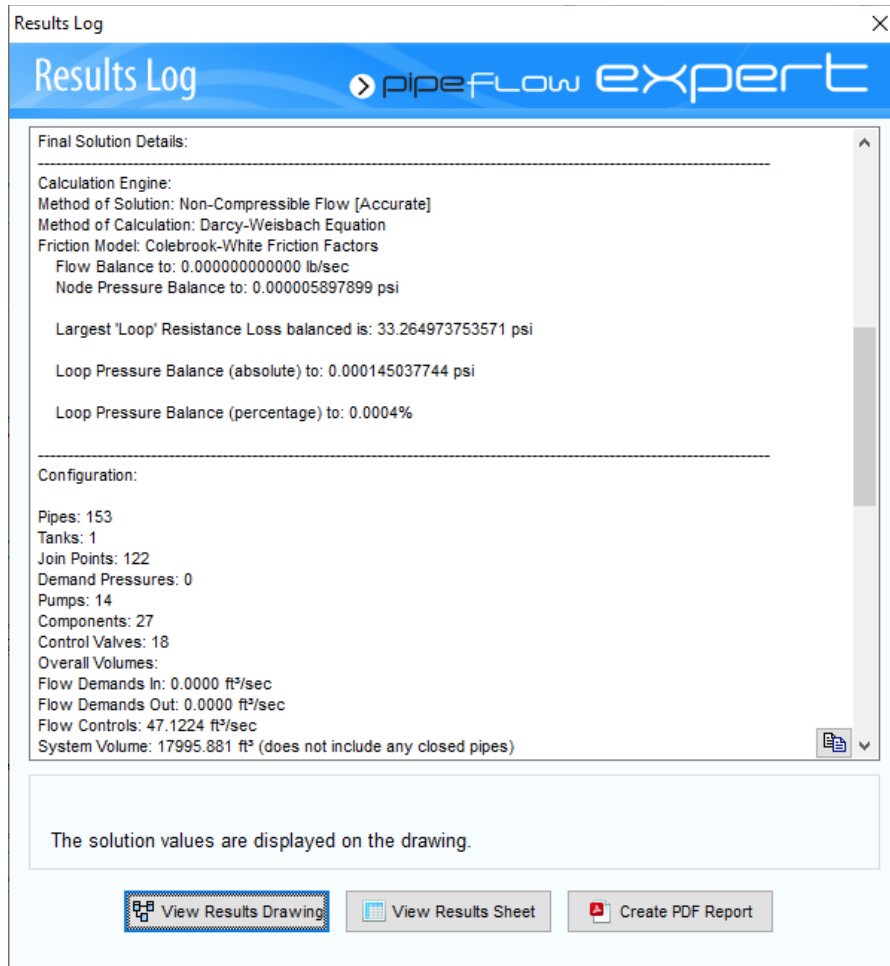 Results Log
Results Log
pipeFLOW expert
Final Solution Details:
Calculation Engine:
Method of Solution: Non-Compressible Flow [Accurate]
Method of Calculation: Darcy-Weisbach Equation
Friction Model: Colebrook-White Friction Factors
Flow Balance to: 0.000000000000 lb/sec
Node Pressure Balance to: 0.000005897899 psi
Largest 'Loop' Resistance Loss balanced is: 33.264973753571 psi
Loop Pressure Balance (absolute) to: 0.000145037744 psi
Loop Pressure Balance (percentage) to: 0.0004%
Configuration:
Pipes: 153
Tanks: 1
Join Points: 122
Demand Pressures: 0
Pumps: 14
Components: 27
Control Valves: 18
Overall Volumes:
Flow Demands In: 0.0000 ft³/sec
Flow Demands Out: 0.0000 ft³/sec
Flow Controls: 47.1224 ft³/sec
System Volume: 17995.881 ft³ (does not include any closed pipes)
The solution values are displayed on the drawing.
View Results Drawing
View Results Sheet
Create PDF Report